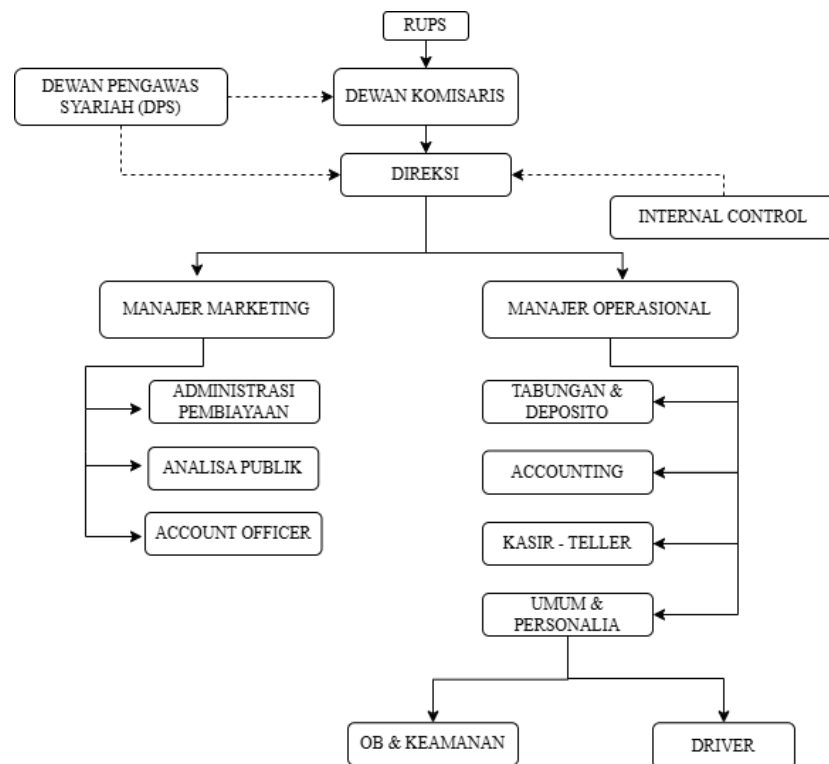 RUPS
DEWAN PENGAWAS
SYARIAH (DPS)
DEWAN KOMISARIS
DIREKSI
INTERNAL CONTROL
MANAJER MARKETING
MANAJER OPERASIONAL
ADMINISTRASI
PEMBIAYAAN
TABUNGAN &
DEPOSITO
ANALISA PUBLIK
ACCOUNTING
ACCOUNT OFFICER
KASIR - TELLER
UMUM &
PERSONALIA
OB & KEAMANAN
DRIVER